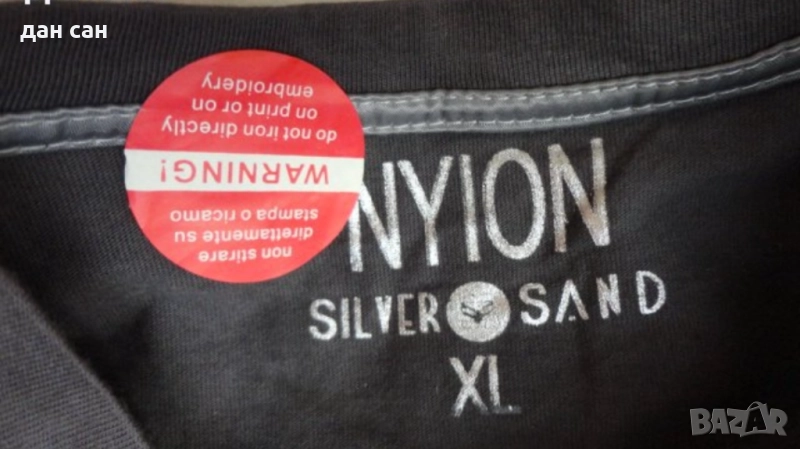 дан сан
do not iron directly
on print or on
embroidery
WARNING!
non stirare
direttamente su
stampa o ricamo
NYION
SILVER SAND
XL
BAZAR